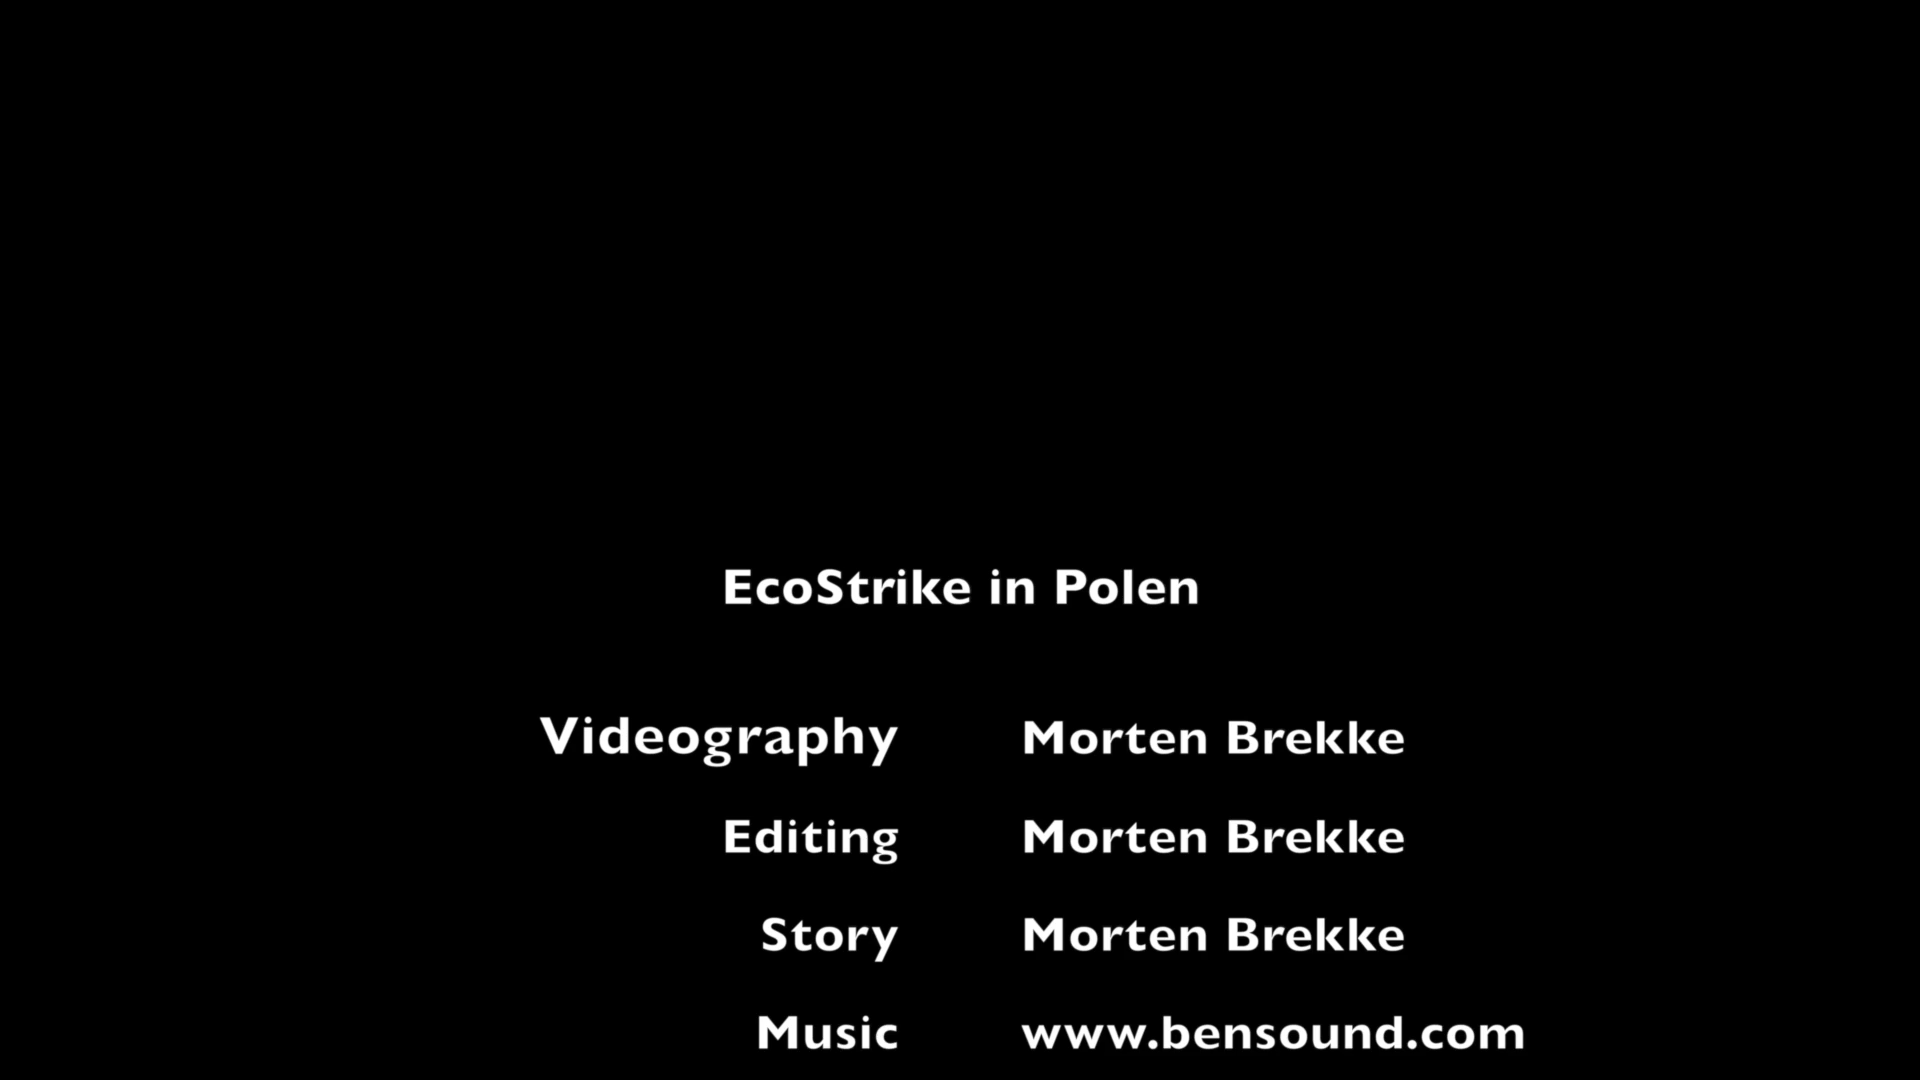 EcoStrike in Polen
Videography Morten Brekke
Editing Morten Brekke
Story Morten Brekke
Music www.bensound.com